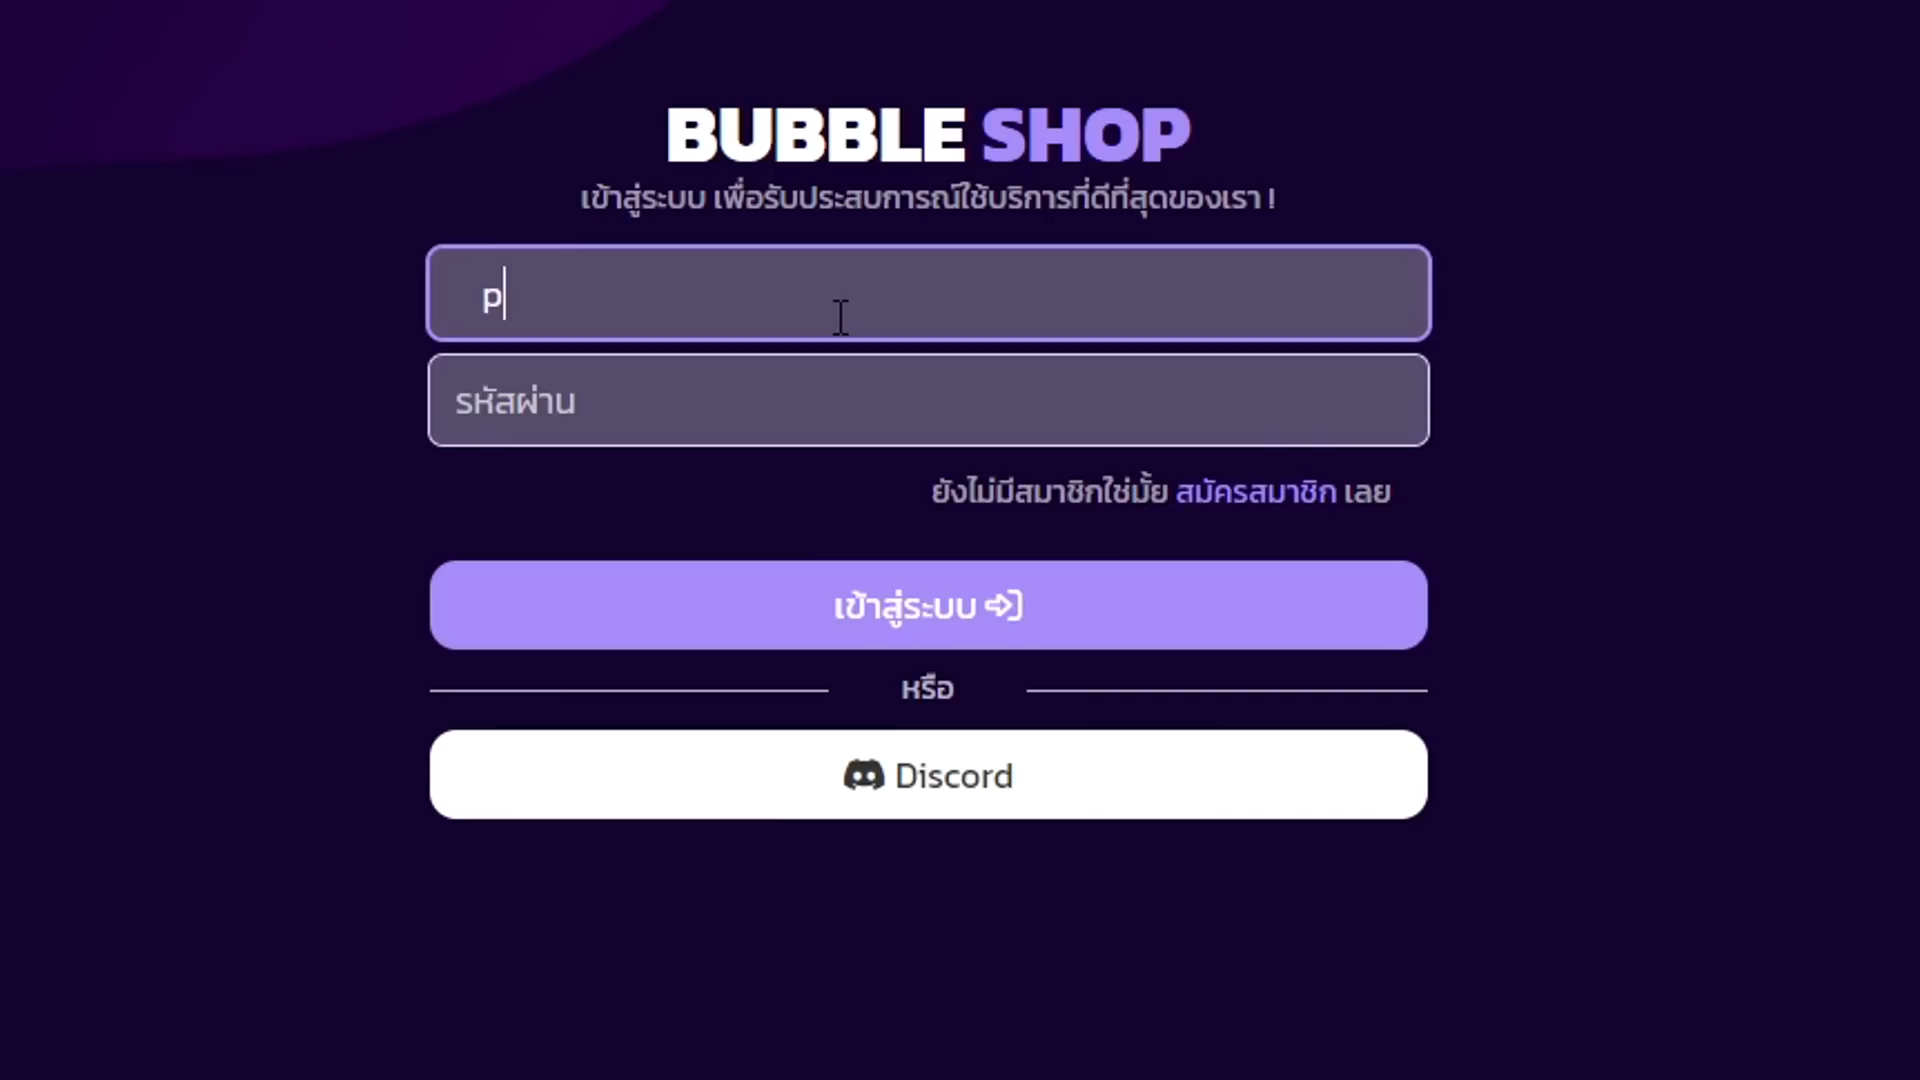 BUBBLE SHOP
เข้าสู่ระบบ เพื่อรับประสบการณ์ใช้บริการที่ดีที่สุดของเรา !
p
รหัสผ่าน
ยังไม่มีสมาชิกใช่มั้ย สมัครสมาชิก เลย
เข้าสู่ระบบ
หรือ
Discord